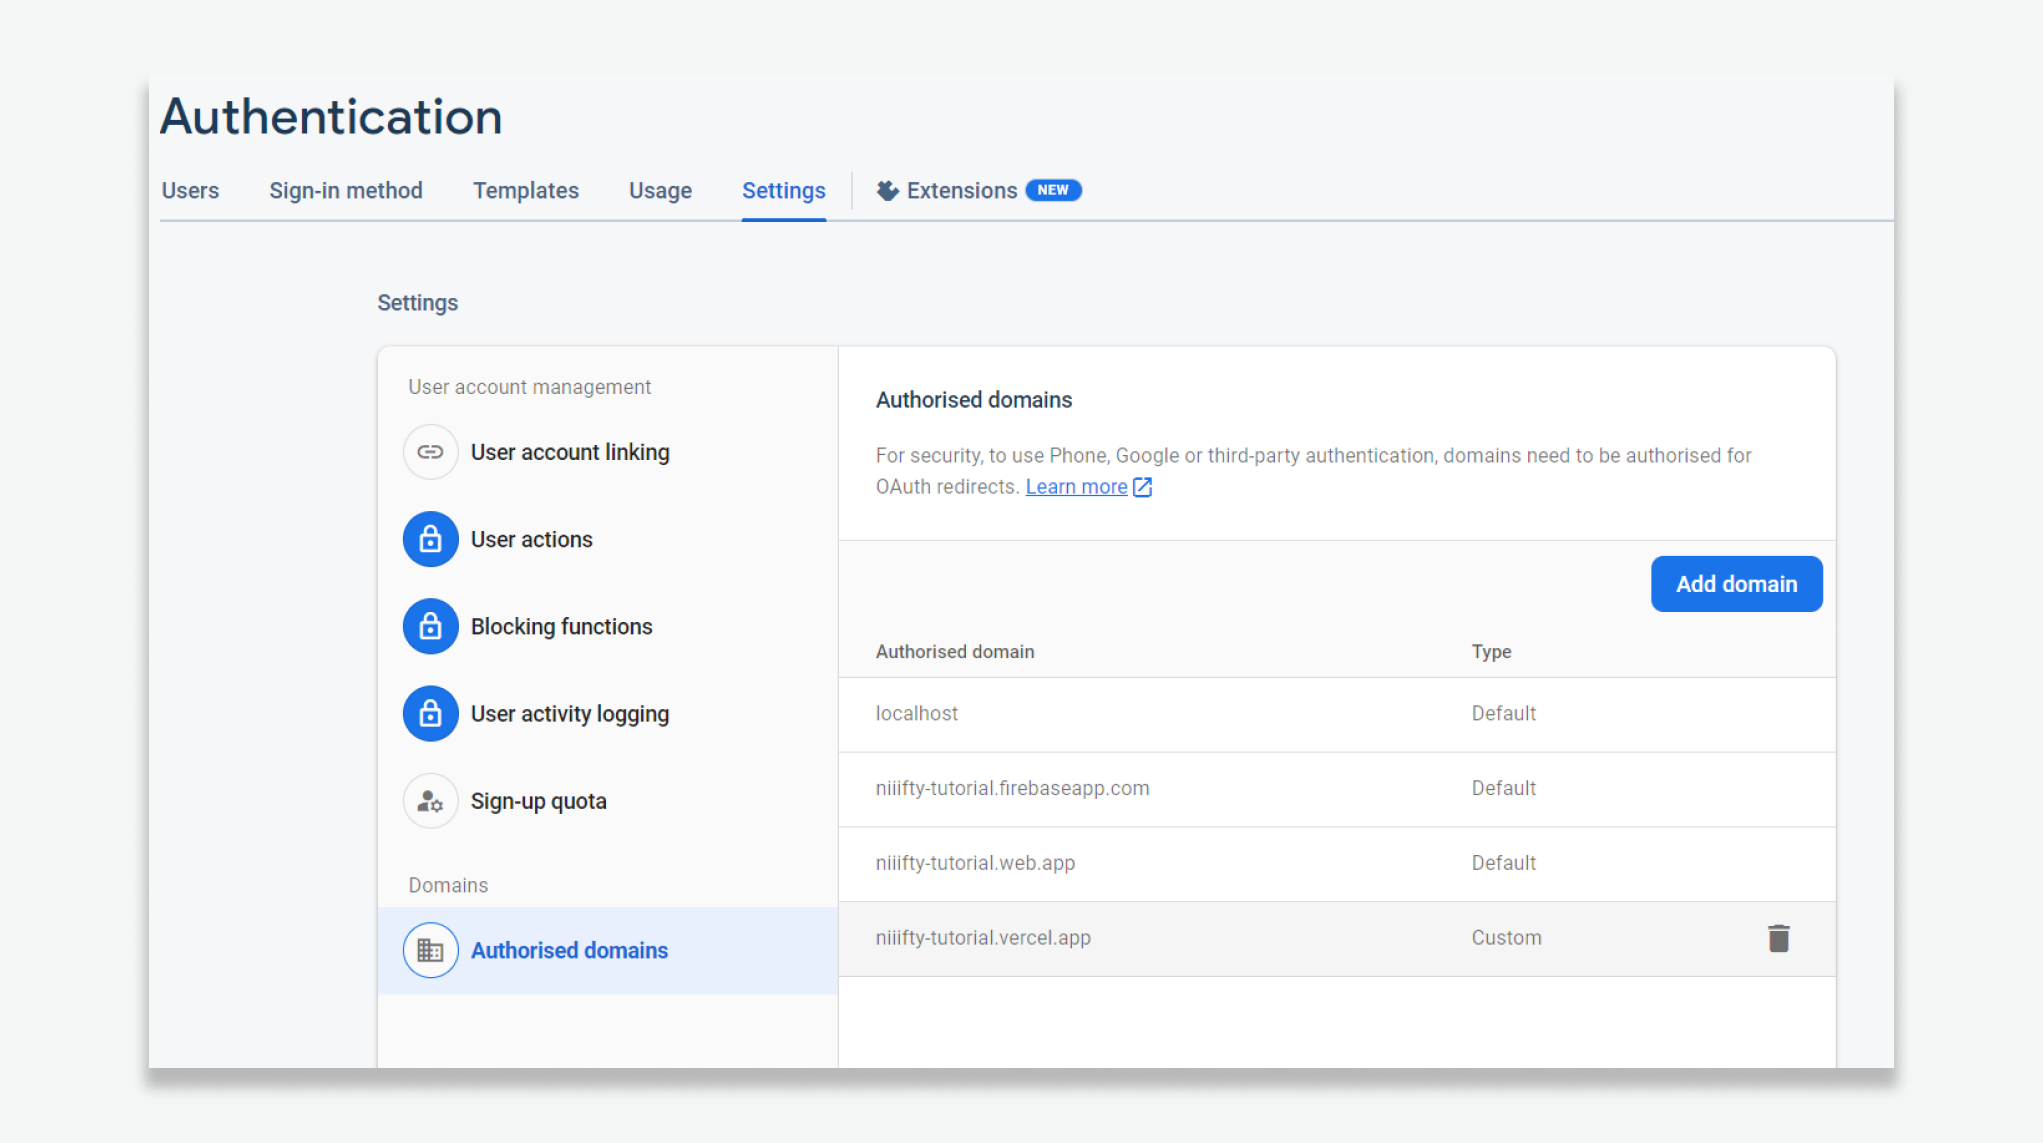 Authentication
Users Sign-in method Templates Usage Settings Extensions NEW
Settings
User account management
User account linking
User actions
Blocking functions
User activity logging
Sign-up quota
Domains
Authorised domains
Authorised domains
For security, to use Phone, Google or third-party authentication, domains need to be authorised for
OAuth redirects. Learn more
Add domain
Authorised domain Type
localhost Default
niiifty-tutorial.firebaseapp.com Default
niiifty-tutorial.web.app Default
niiifty-tutorial.vercel.app Custom